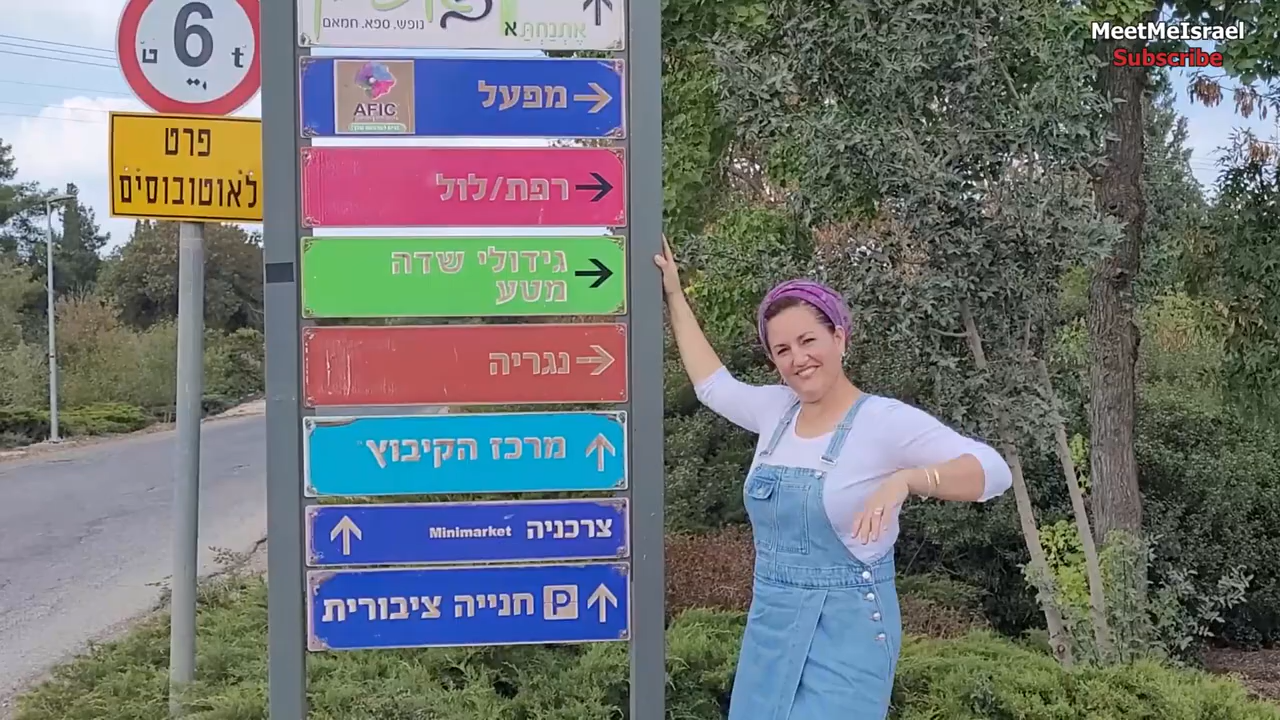 MeetMeIsrael
Subscribe
6
ט t
פרט
לאוטובוסים
נופש, ספא. חמאם
אֶתְנַחְתָּא
AFIC
מפעל
רפת/לול
גידולי שדה
מטע
נגריה
מרכז הקיבוץ
צרכניה Minimarket
חנייה ציבורית P